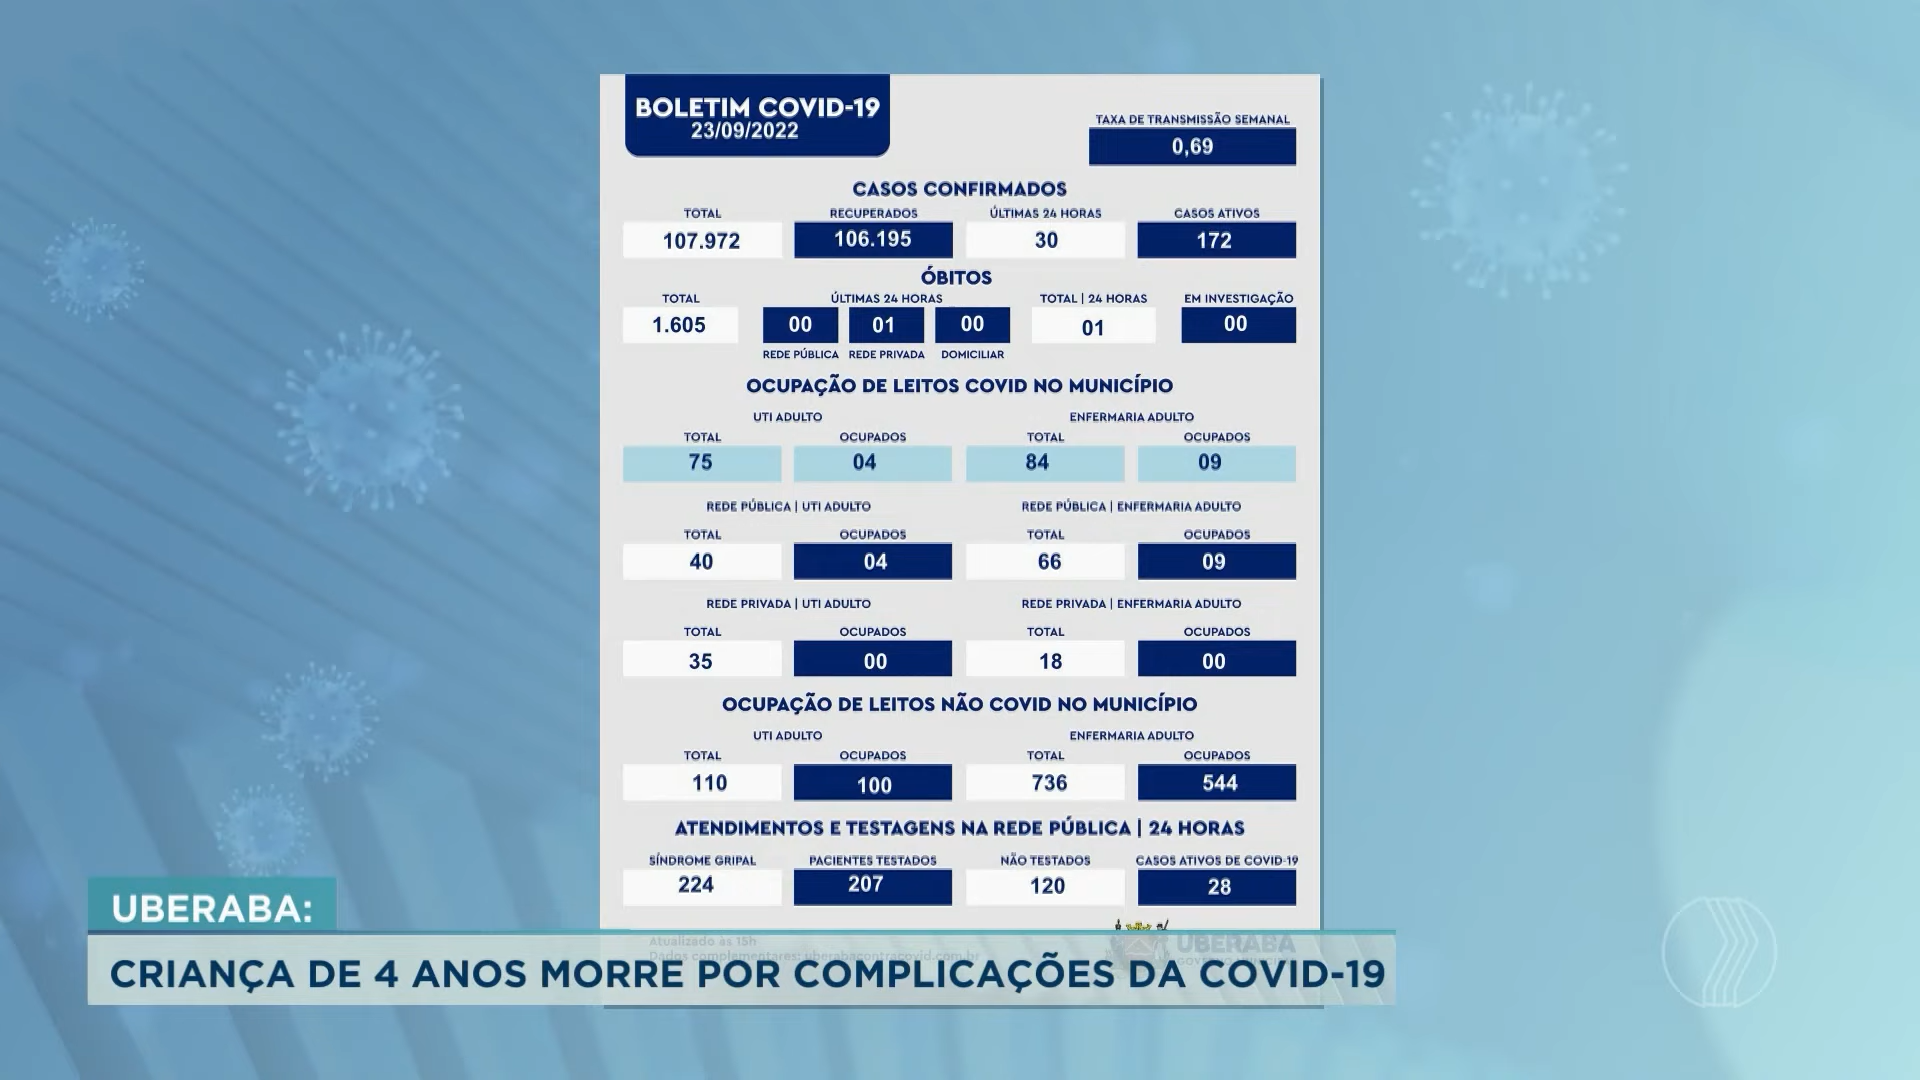 BOLETIM COVID-19
23/09/2022
TAXA DE TRANSMISSÃO SEMANAL
0,69
CASOS CONFIRMADOS
TOTAL RECUPERADOS ÚLTIMAS 24 HORAS CASOS ATIVOS
107.972 106.195 30 172
ÓBITOS
TOTAL ÚLTIMAS 24 HORAS TOTAL | 24 HORAS EM INVESTIGAÇÃO
1.605 00 01 00 01 00
REDE PÚBLICA REDE PRIVADA DOMICILIAR
OCUPAÇÃO DE LEITOS COVID NO MUNICÍPIO
UTI ADULTO ENFERMARIA ADULTO
TOTAL OCUPADOS TOTAL OCUPADOS
75 04 84 09
REDE PÚBLICA | UTI ADULTO REDE PÚBLICA | ENFERMARIA ADULTO
TOTAL OCUPADOS TOTAL OCUPADOS
40 04 66 09
REDE PRIVADA | UTI ADULTO REDE PRIVADA | ENFERMARIA ADULTO
TOTAL OCUPADOS TOTAL OCUPADOS
35 00 18 00
OCUPAÇÃO DE LEITOS NÃO COVID NO MUNICÍPIO
UTI ADULTO ENFERMARIA ADULTO
TOTAL OCUPADOS TOTAL OCUPADOS
110 100 736 544
ATENDIMENTOS E TESTAGENS NA REDE PÚBLICA | 24 HORAS
SÍNDROME GRIPAL PACIENTES TESTADOS NÃO TESTADOS CASOS ATIVOS DE COVID-19
224 207 120 28
Atualizado às 15h
Dados complementares: uberabacontracovid.com.br
UBERABA
UBERABA:
CRIANÇA DE 4 ANOS MORRE POR COMPLICAÇÕES DA COVID-19